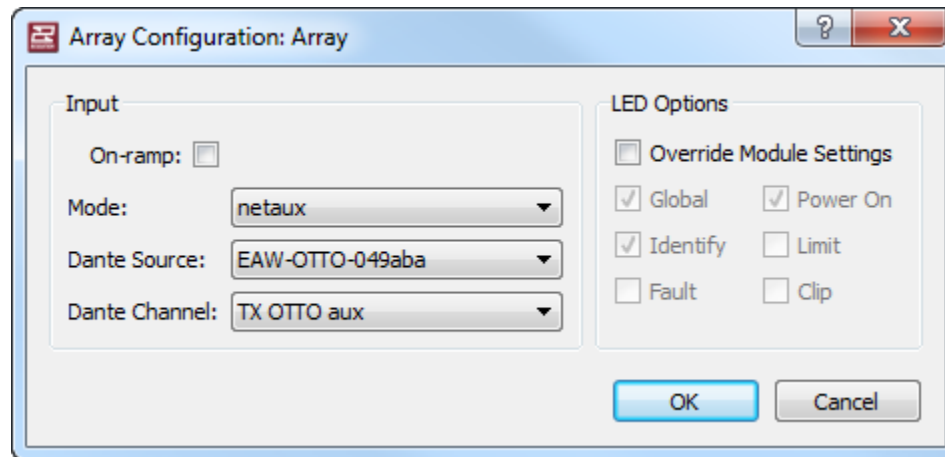 Array Configuration: Array
Input
On-ramp:
Mode: netaux
Dante Source: EAW-OTTO-049aba
Dante Channel: TX OTTO aux
LED Options
Override Module Settings
Global Power On
Identify Limit
Fault Clip
OK Cancel